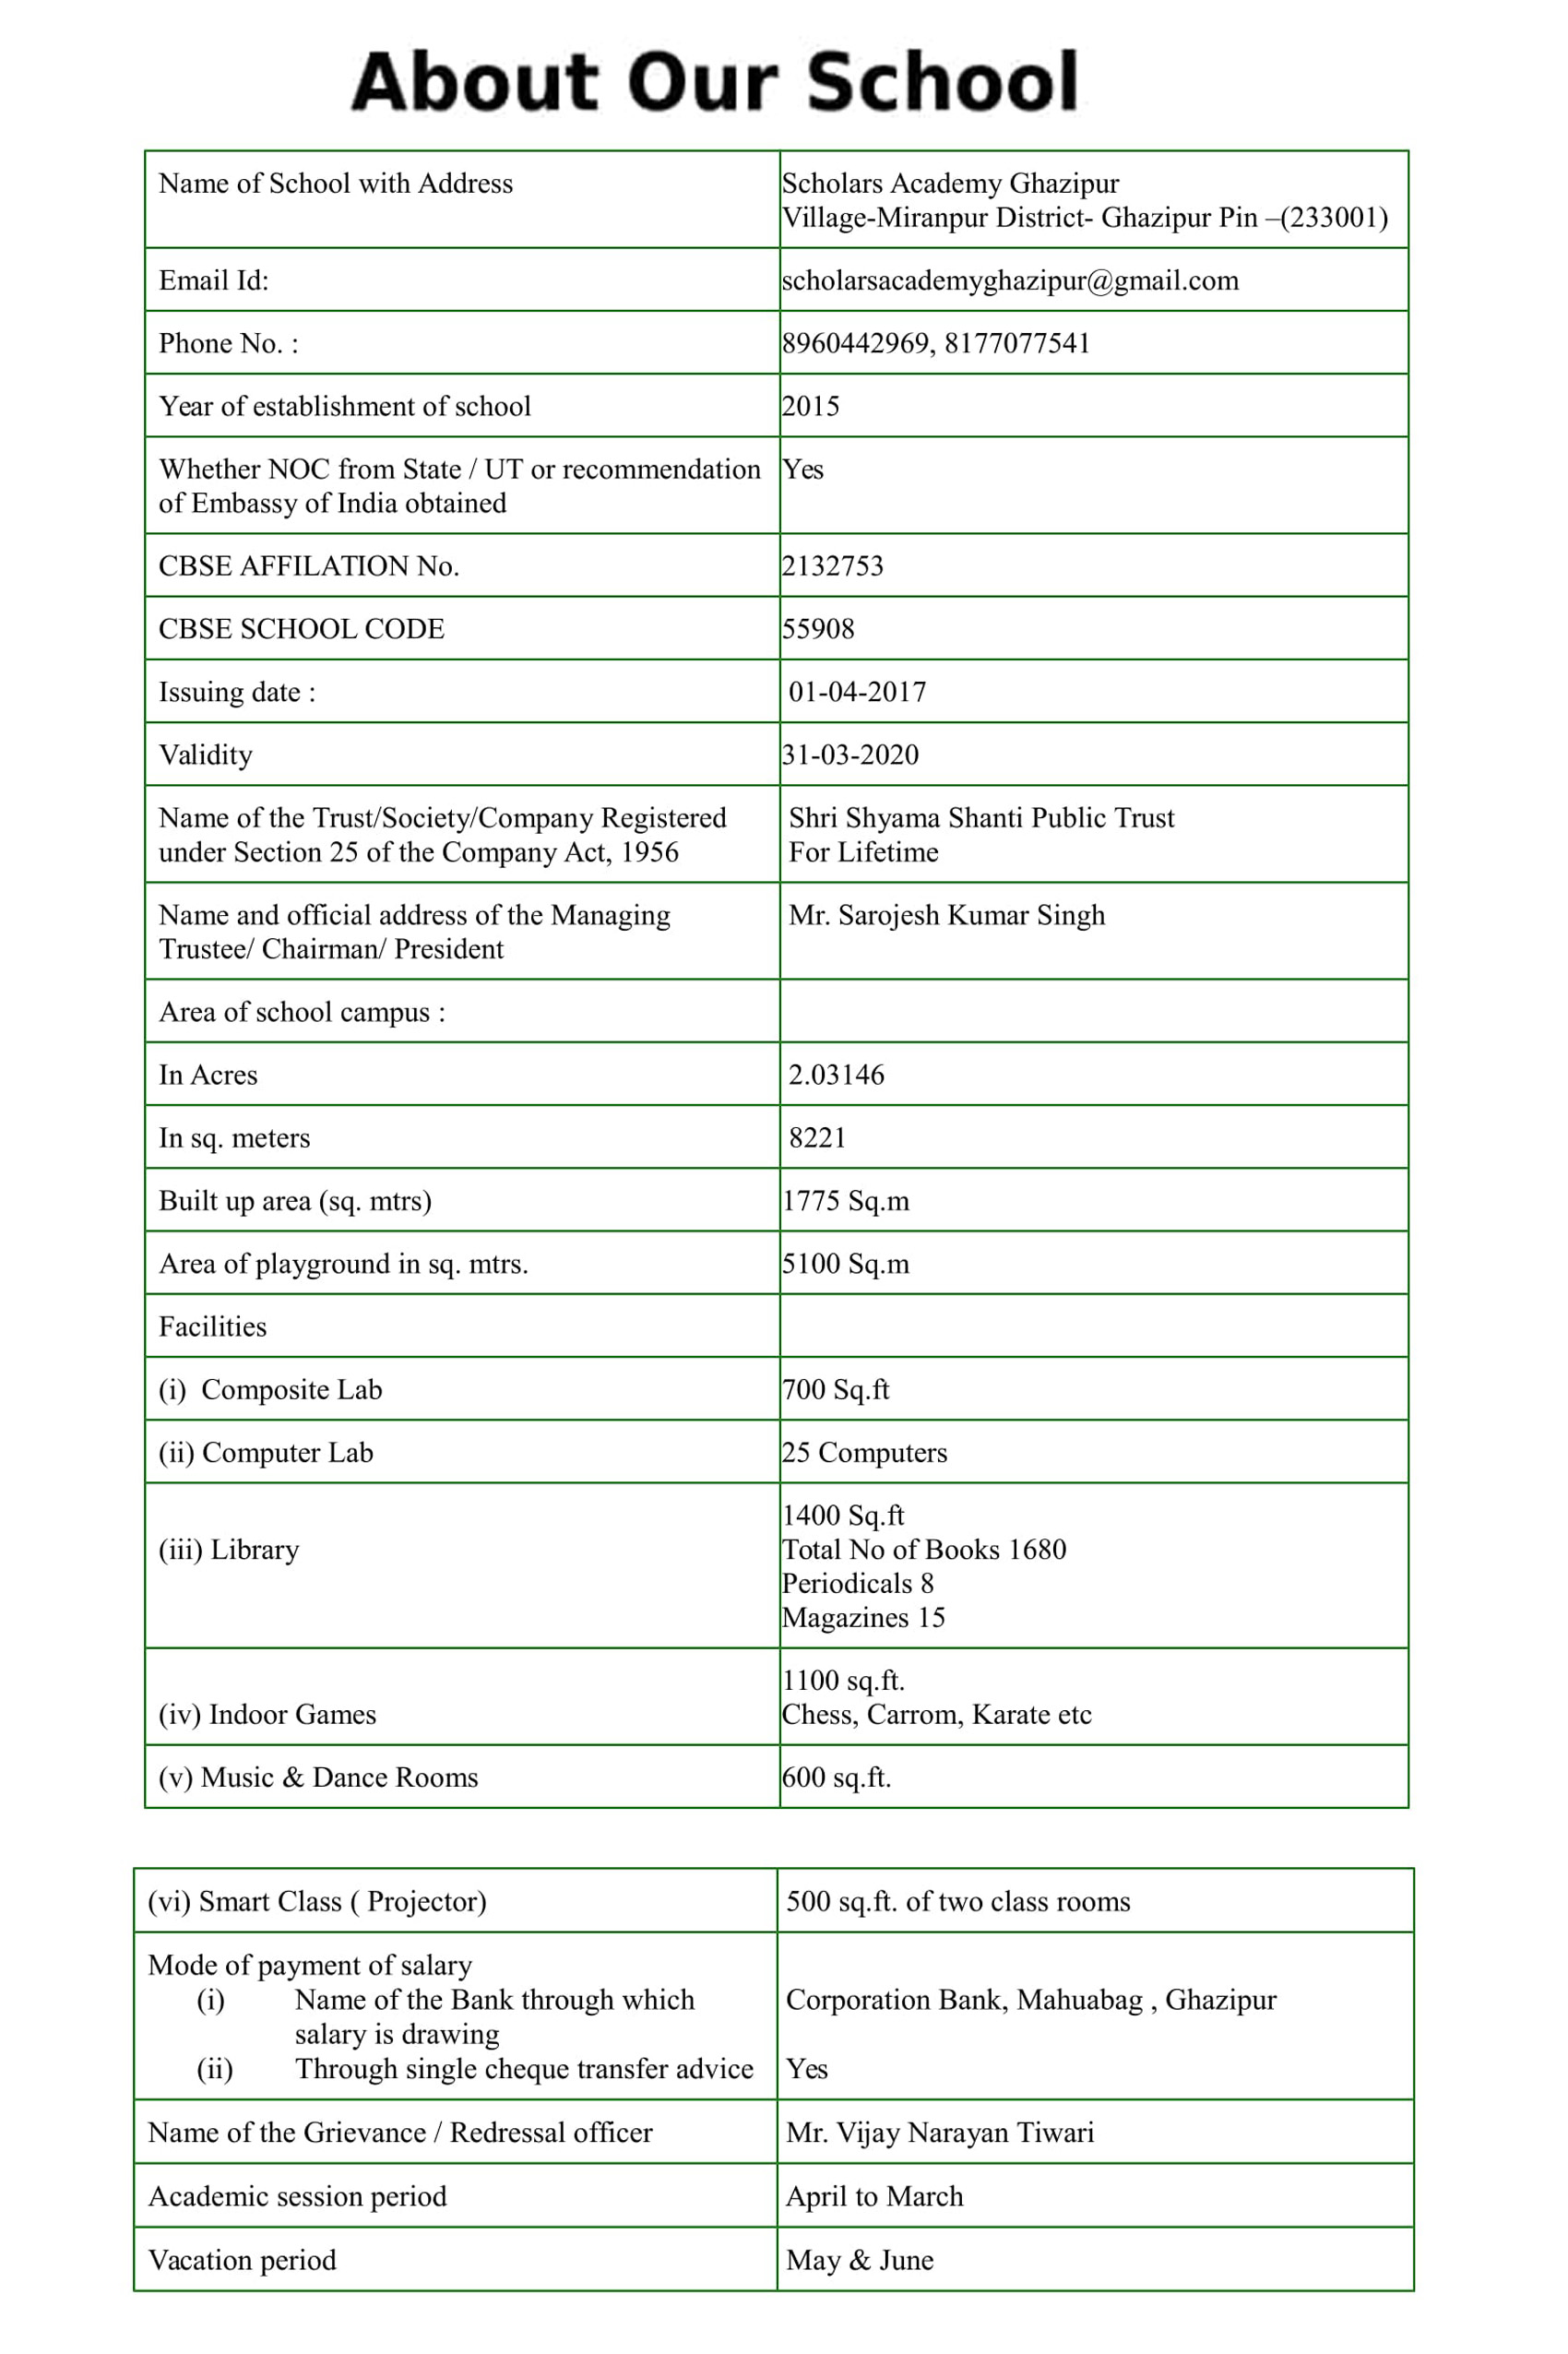 About Our School
Name of School with Address
Scholars Academy Ghazipur
Village-Miranpur District- Ghazipur Pin –(233001)
Email Id:
scholarsacademyghazipur@gmail.com
Phone No. :
8960442969, 8177077541
Year of establishment of school
2015
Whether NOC from State / UT or recommendation
of Embassy of India obtained
Yes
CBSE AFFILATION No.
2132753
CBSE SCHOOL CODE
55908
Issuing date :
01-04-2017
Validity
31-03-2020
Name of the Trust/Society/Company Registered
under Section 25 of the Company Act, 1956
Shri Shyama Shanti Public Trust
For Lifetime
Name and official address of the Managing
Trustee/ Chairman/ President
Mr. Sarojesh Kumar Singh
Area of school campus :
In Acres
2.03146
In sq. meters
8221
Built up area (sq. mtrs)
1775 Sq.m
Area of playground in sq. mtrs.
5100 Sq.m
Facilities
(i) Composite Lab
700 Sq.ft
(ii) Computer Lab
25 Computers
(iii) Library
1400 Sq.ft
Total No of Books 1680
Periodicals 8
Magazines 15
(iv) Indoor Games
1100 sq.ft.
Chess, Carrom, Karate etc
(v) Music & Dance Rooms
600 sq.ft.
(vi) Smart Class ( Projector)
500 sq.ft. of two class rooms
Mode of payment of salary
(i) Name of the Bank through which
salary is drawing
Corporation Bank, Mahuabag , Ghazipur
(ii) Through single cheque transfer advice
Yes
Name of the Grievance / Redressal officer
Mr. Vijay Narayan Tiwari
Academic session period
April to March
Vacation period
May & June